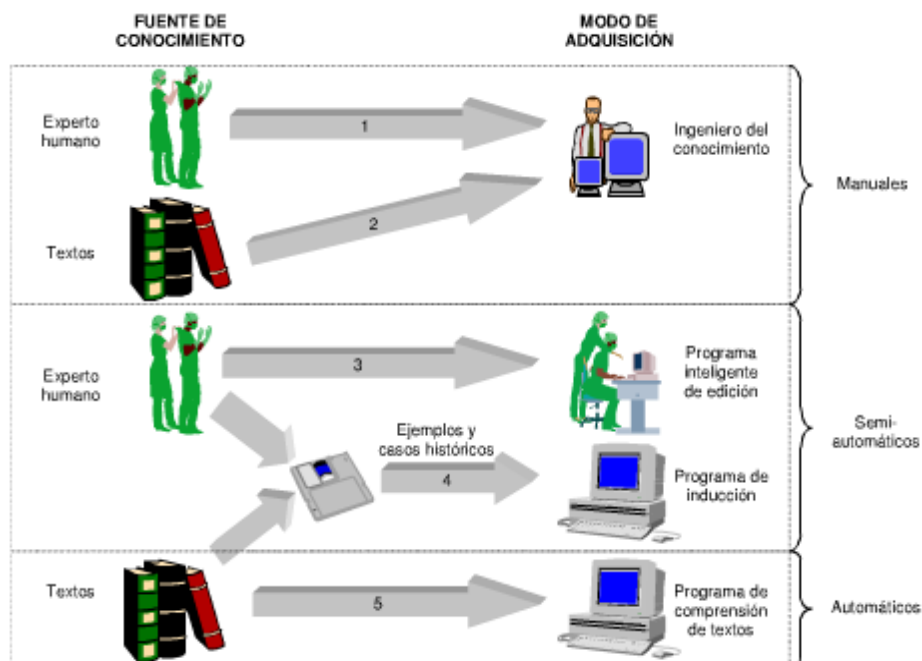 FUENTE DE
CONOCIMIENTO
MODO DE
ADQUISICIÓN
Experto
humano
1
Ingeniero del
conocimiento
Manuales
2
Textos
Experto
humano
3
Programa
inteligente
de edición
Ejemplos y
casos históricos
4
Programa de
inducción
Semi-
automáticos
Textos
5
Programa de
comprensión
de textos
Automáticos